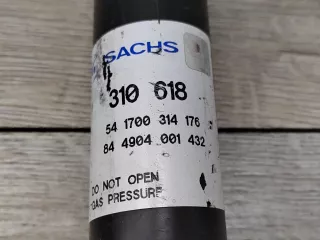 SACHS
310 618
54 1700 314 176
84 4904 001 432
DO NOT OPEN
GAS PRESSURE